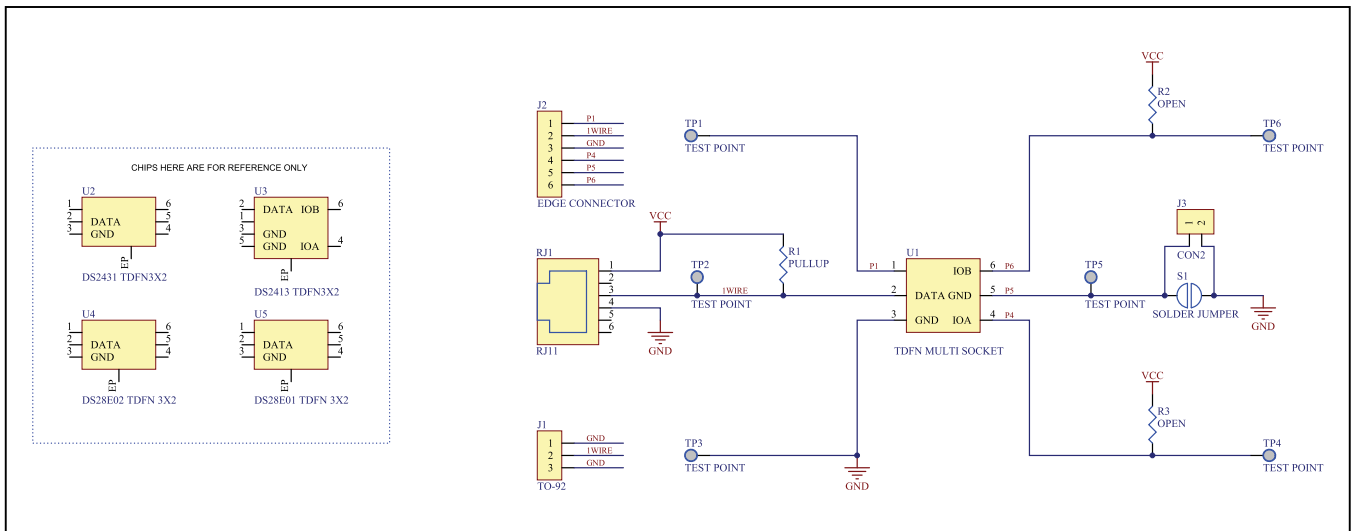 CHIPS HERE ARE FOR REFERENCE ONLY
U2
1
2
3
DATA
GND
6
5
4
EP
DS2431 TDFN3X2
U3
2
1
3
5
DATA IOB
GND
GND IOA
6
4
EP
DS2413 TDFN3X2
U4
1
2
3
DATA
GND
6
5
4
EP
DS28E02 TDFN 3X2
U5
1
2
3
DATA
GND
6
5
4
EP
DS28E01 TDFN 3X2
J2
1 P1
2 1WIRE
3 GND
4 P4
5 P5
6 P6
EDGE CONNECTOR
TP1
TEST POINT
VCC
RJ1
1
2
3
4
5
6
RJ11
GND
TP2
TEST POINT
1WIRE
R1
PULLUP
J1
1 GND
2 1WIRE
3 GND
TO-92
TP3
TEST POINT
GND
U1
P1 1 IOB 6 P6
2 DATA GND 5 P5
3 GND IOA 4 P4
TDFN MULTI SOCKET
VCC
R2
OPEN
TP6
TEST POINT
J3
1 2
CON2
TP5
TEST POINT
S1
SOLDER JUMPER
GND
VCC
R3
OPEN
TP4
TEST POINT